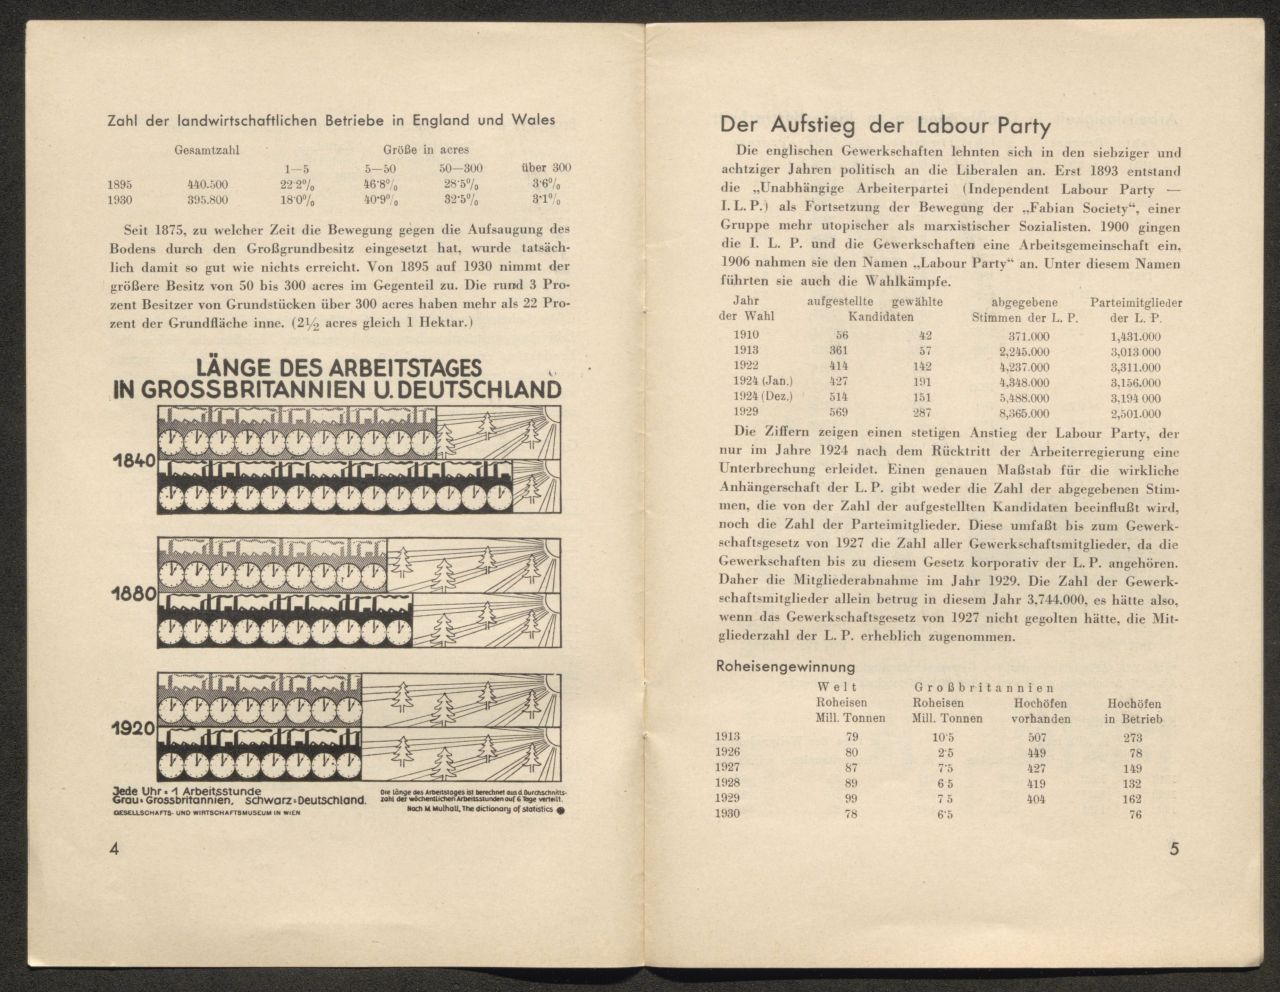 Zahl der landwirtschaftlichen Betriebe in England und Wales
Gesamtzahl Größe in acres
1—5 5—50 50—300 über 300
1895 440.500 22·2% 46·8% 28·5% 3·6%
1930 395.800 18·0% 40·9% 32·5% 3·1%
Seit 1875, zu welcher Zeit die Bewegung gegen die Aufsaugung des
Bodens durch den Großgrundbesitz eingesetzt hat, wurde tatsäch-
lich damit so gut wie nichts erreicht. Von 1895 auf 1930 nimmt der
größere Besitz von 50 bis 300 acres im Gegenteil zu. Die rund 3 Pro-
zent Besitzer von Grundstücken über 300 acres haben mehr als 22 Pro-
zent der Grundfläche inne. (2½ acres gleich 1 Hektar.)
LÄNGE DES ARBEITSTAGES
IN GROSSBRITANNIEN U. DEUTSCHLAND
1840
1880
1920
Jede Uhr = 1 Arbeitsstunde
Grau = Grossbritannien, schwarz = Deutschland.
GESELLSCHAFTS- UND WIRTSCHAFTSMUSEUM IN WIEN
Die Länge des Arbeitstages ist berechnet aus d. Durchschnitts-
zahl der wöchentlichen Arbeitsstunden auf 6 Tage verteilt.
Nach M. Mulhall, The dictionary of statistics
4
Der Aufstieg der Labour Party
Die englischen Gewerkschaften lehnten sich in den siebziger und
achtziger Jahren politisch an die Liberalen an. Erst 1893 entstand
die „Unabhängige Arbeiterpartei (Independent Labour Party —
I. L. P.) als Fortsetzung der Bewegung der „Fabian Society“, einer
Gruppe mehr utopischer als marxistischer Sozialisten. 1900 gingen
die I. L. P. und die Gewerkschaften eine Arbeitsgemeinschaft ein,
1906 nahmen sie den Namen „Labour Party“ an. Unter diesem Namen
führten sie auch die Wahlkämpfe.
Jahr aufgestellte gewählte abgegebene Parteimitglieder
der Wahl Kandidaten Stimmen der L. P. der L. P.
1910 56 42 371.000 1,431.000
1913 361 57 2,245.000 3,013 000
1922 414 142 4,237.000 3,311.000
1924 (Jan.) 427 191 4,348.000 3,156.000
1924 (Dez.) 514 151 5,488.000 3,194 000
1929 569 287 8,365.000 2,501.000
Die Ziffern zeigen einen stetigen Anstieg der Labour Party, der
nur im Jahre 1924 nach dem Rücktritt der Arbeiterregierung eine
Unterbrechung erleidet. Einen genauen Maßstab für die wirkliche
Anhängerschaft der L. P. gibt weder die Zahl der abgegebenen Stim-
men, die von der Zahl der aufgestellten Kandidaten beeinflußt wird,
noch die Zahl der Parteimitglieder. Diese umfaßt bis zum Gewerk-
schaftsgesetz von 1927 die Zahl aller Gewerkschaftsmitglieder, da die
Gewerkschaften bis zu diesem Gesetz korporativ der L. P. angehören.
Daher die Mitgliederabnahme im Jahr 1929. Die Zahl der Gewerk-
schaftsmitglieder allein betrug in diesem Jahr 3,744.000, es hätte also,
wenn das Gewerkschaftsgesetz von 1927 nicht gegolten hätte, die Mit-
gliederzahl der L. P. erheblich zugenommen.
Roheisengewinnung
Welt Großbritannien
Roheisen Roheisen Hochöfen Hochöfen
Mill. Tonnen Mill. Tonnen vorhanden in Betrieb
1913 79 10·5 507 273
1926 80 2·5 449 78
1927 87 7·5 427 149
1928 89 6 5 419 132
1929 99 7 5 404 162
1930 78 6·5 76
5